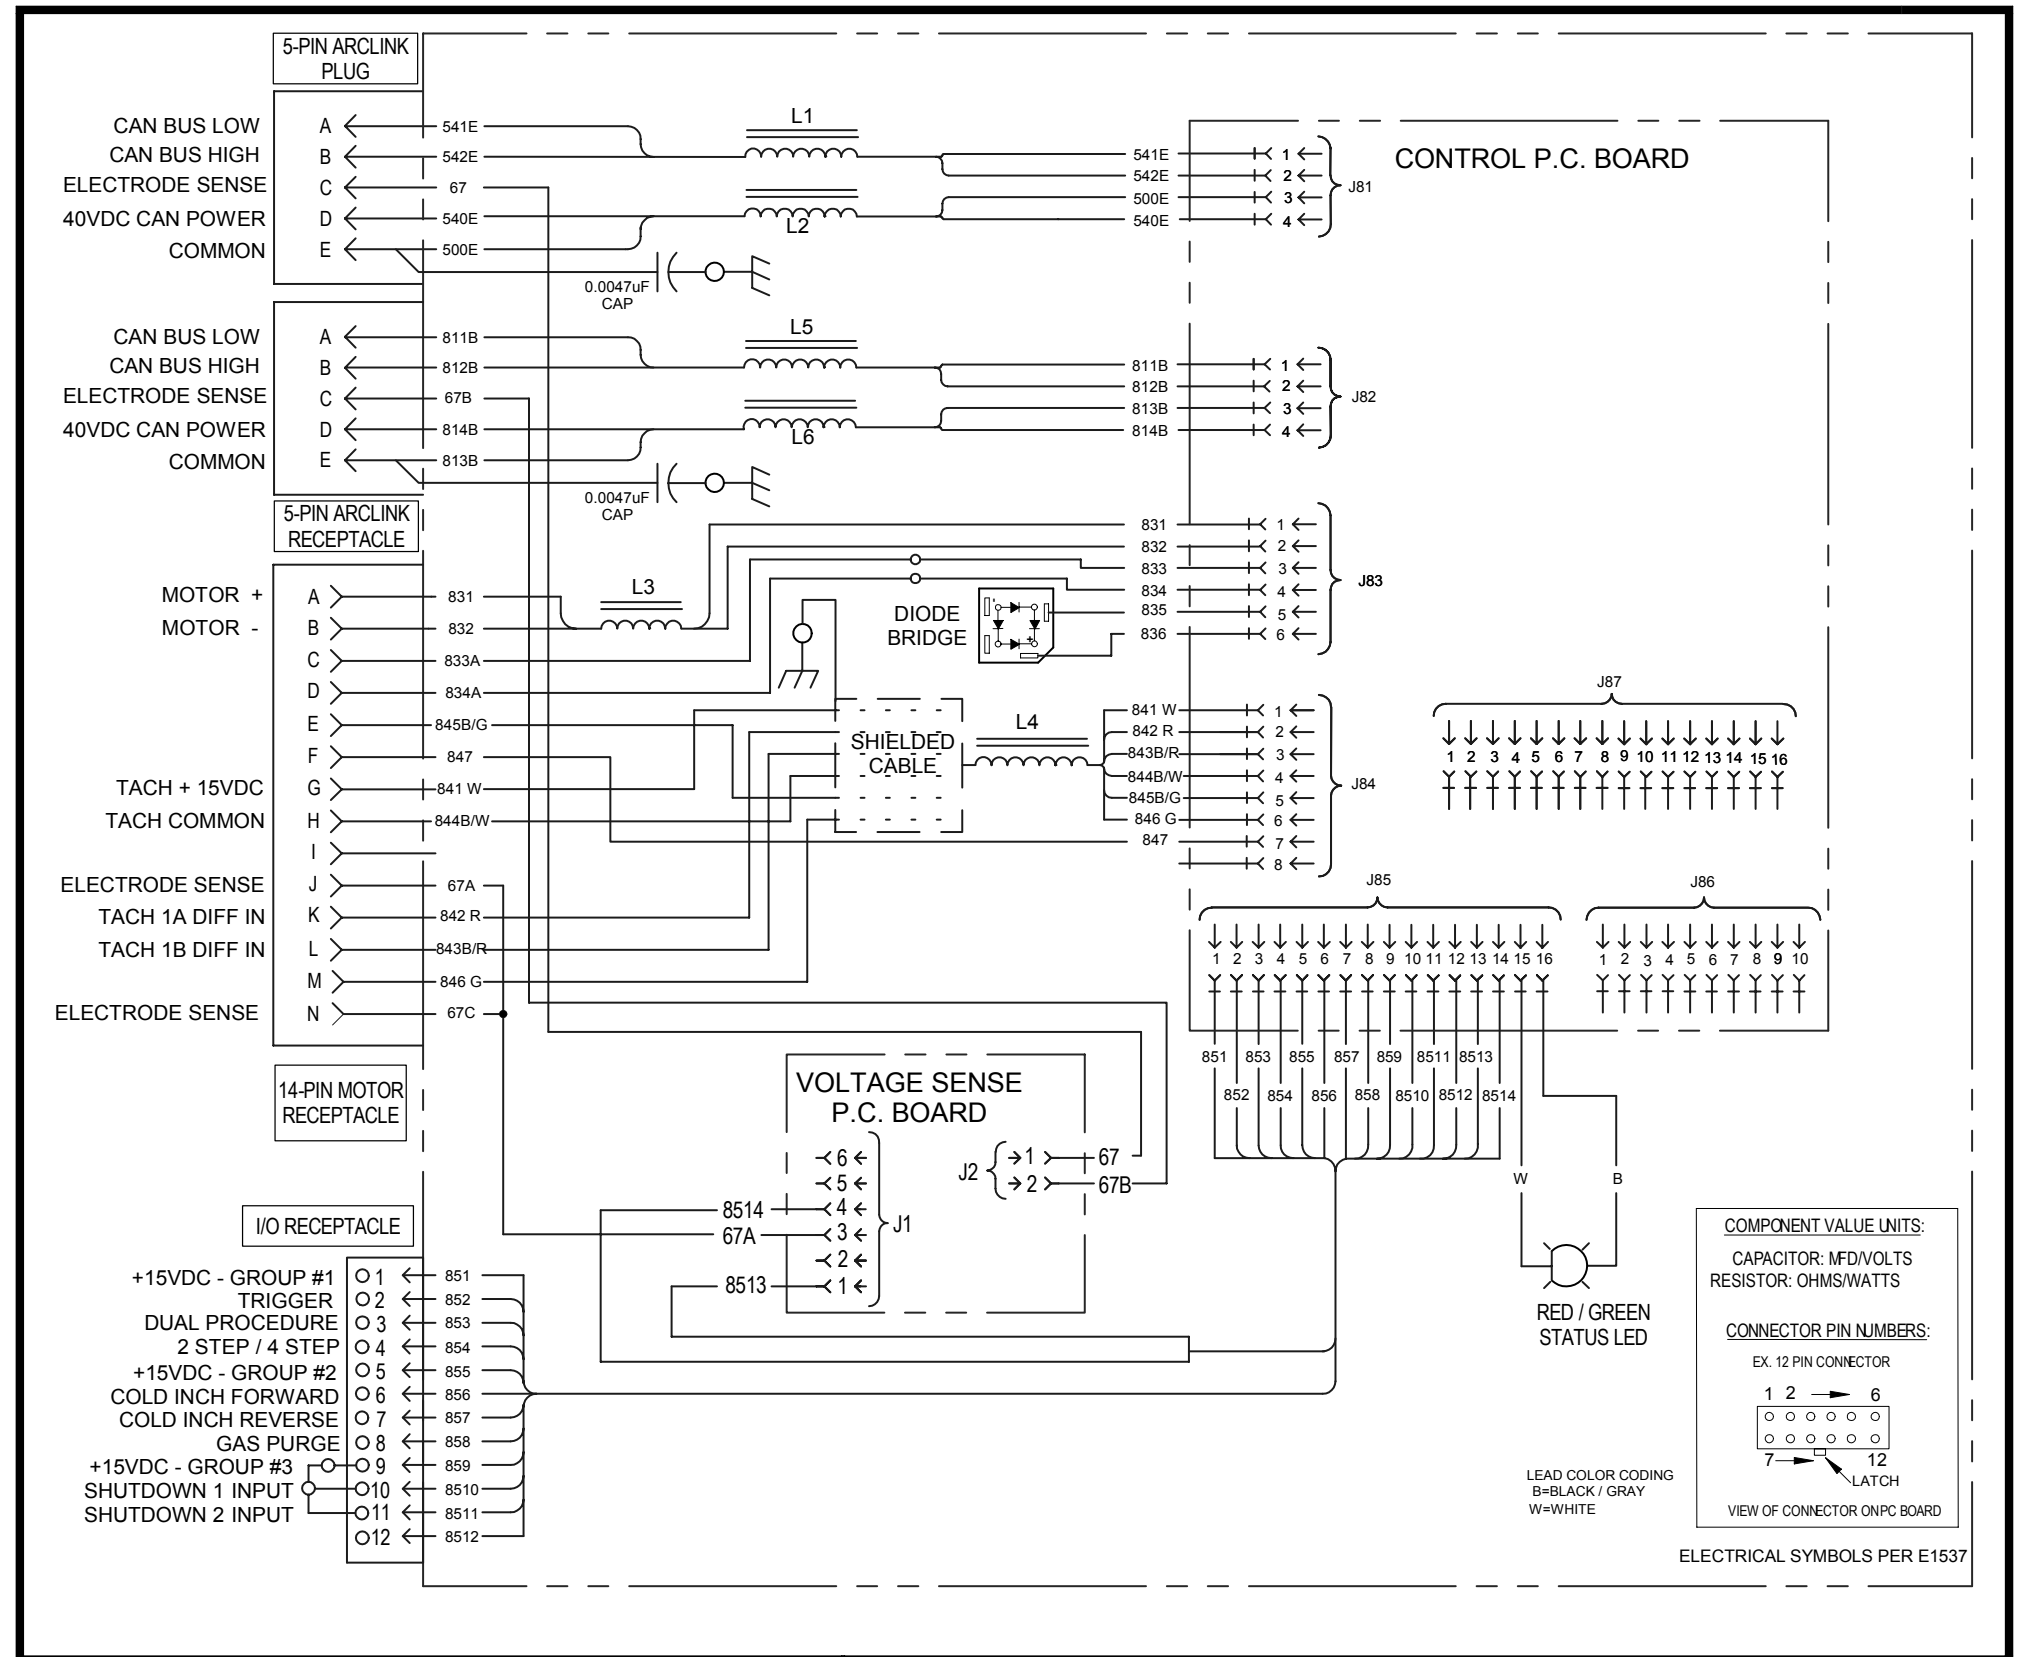 5-PIN ARCLINK
PLUG
CAN BUS LOW A 541E
CAN BUS HIGH B 542E
ELECTRODE SENSE C 67
40VDC CAN POWER D 540E
COMMON E 500E
L1
L2
0.0047uF
CAP
541E 1
542E 2
500E 3
540E 4
J81
CONTROL P.C. BOARD
CAN BUS LOW A 811B
CAN BUS HIGH B 812B
ELECTRODE SENSE C 67B
40VDC CAN POWER D 814B
COMMON E 813B
L5
L6
0.0047uF
CAP
811B 1
812B 2
813B 3
814B 4
J82
5-PIN ARCLINK
RECEPTACLE
MOTOR + A 831
MOTOR - B 832
C 833A
D 834A
E 845B/G
F 847
TACH + 15VDC G 841 W
TACH COMMON H 844B/W
I
ELECTRODE SENSE J 67A
TACH 1A DIFF IN K 842 R
TACH 1B DIFF IN L 843B/R
M 846 G
ELECTRODE SENSE N 67C
14-PIN MOTOR
RECEPTACLE
L3
831 1
832 2
833 3
834 4
835 5
836 6
J83
DIODE
BRIDGE
- +
SHIELDED
CABLE
L4
841 W 1
842 R 2
843B/R 3
844B/W 4
845B/G 5
846 G 6
847 7
8
J84
J87
1 2 3 4 5 6 7 8 9 10 11 12 13 14 15 16
J85
1 2 3 4 5 6 7 8 9 10 11 12 13 14 15 16
J86
1 2 3 4 5 6 7 8 9 10
851 853 855 857 859 8511 8513
852 854 856 858 8510 8512 8514
W B
RED / GREEN
STATUS LED
VOLTAGE SENSE
P.C. BOARD
6
5
8514 4
67A 3
2
8513 1
J1
J2
1 67
2 67B
I/O RECEPTACLE
+15VDC - GROUP #1 1 851
TRIGGER 2 852
DUAL PROCEDURE 3 853
2 STEP / 4 STEP 4 854
+15VDC - GROUP #2 5 855
COLD INCH FORWARD 6 856
COLD INCH REVERSE 7 857
GAS PURGE 8 858
+15VDC - GROUP #3 9 859
SHUTDOWN 1 INPUT 10 8510
SHUTDOWN 2 INPUT 11 8511
12 8512
LEAD COLOR CODING
B=BLACK / GRAY
W=WHITE
COMPONENT VALUE UNITS:
CAPACITOR: MFD/VOLTS
RESISTOR: OHMS/WATTS
CONNECTOR PIN NUMBERS:
EX. 12 PIN CONNECTOR
1 2 6
7 12
LATCH
VIEW OF CONNECTOR ON PC BOARD
ELECTRICAL SYMBOLS PER E1537